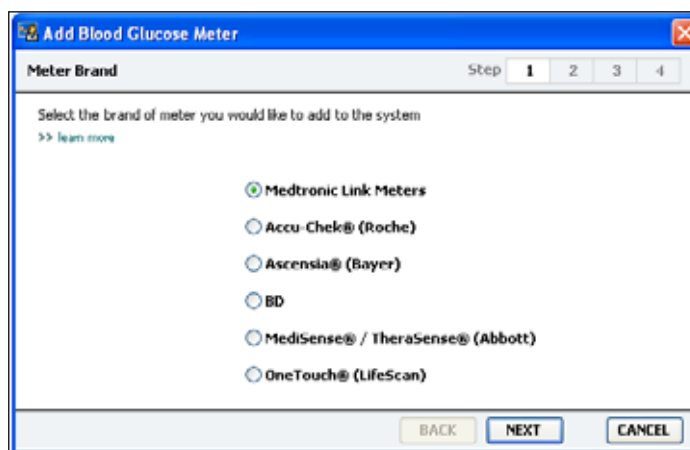 Add Blood Glucose Meter
Meter Brand Step 1 2 3 4
Select the brand of meter you would like to add to the system
>> learn more
Medtronic Link Meters
Accu-Chek® (Roche)
Ascensia® (Bayer)
BD
MediSense® / TheraSense® (Abbott)
OneTouch® (LifeScan)
BACK NEXT CANCEL